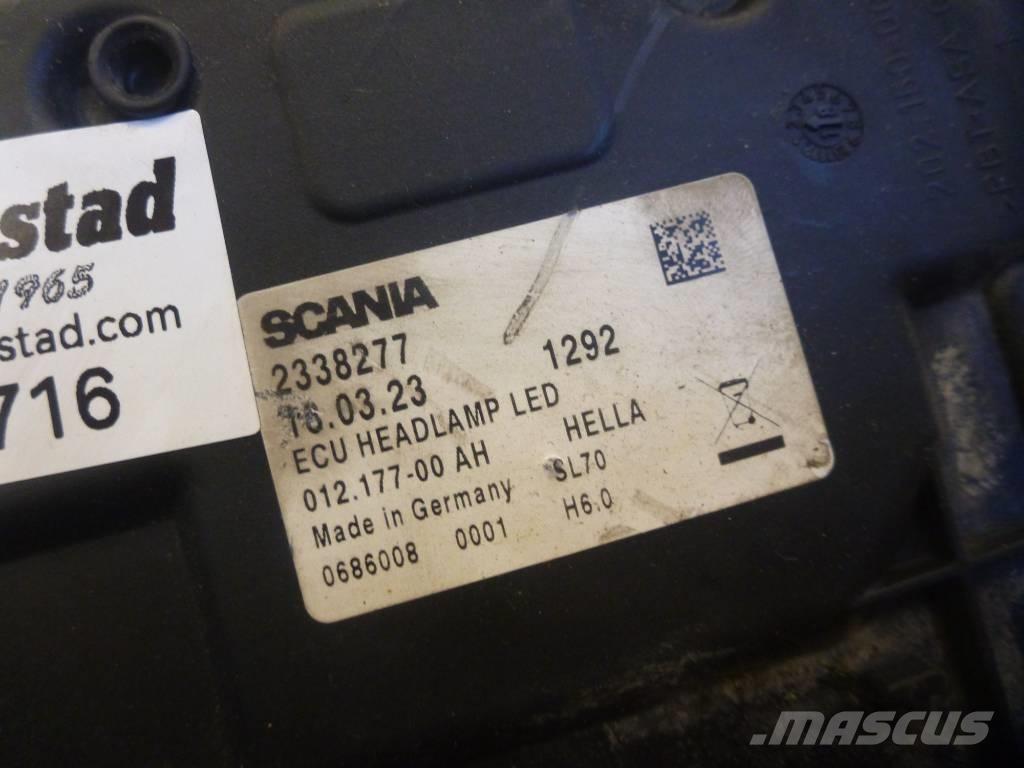 stad
1965
stad.com
716
SCANIA
2338277 1292
16.03.23
ECU HEADLAMP LED
012.177-00 AH HELLA
Made in Germany SL70
0686008 0001 H6.0
.MASCUS